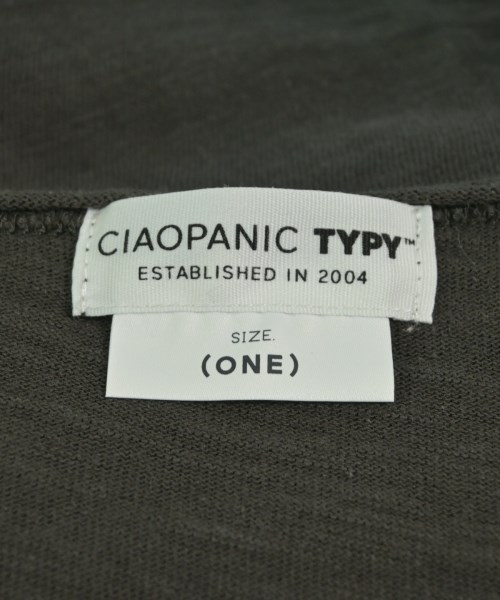 CIAOPANIC TYPY™
ESTABLISHED IN 2004
SIZE.
(ONE)